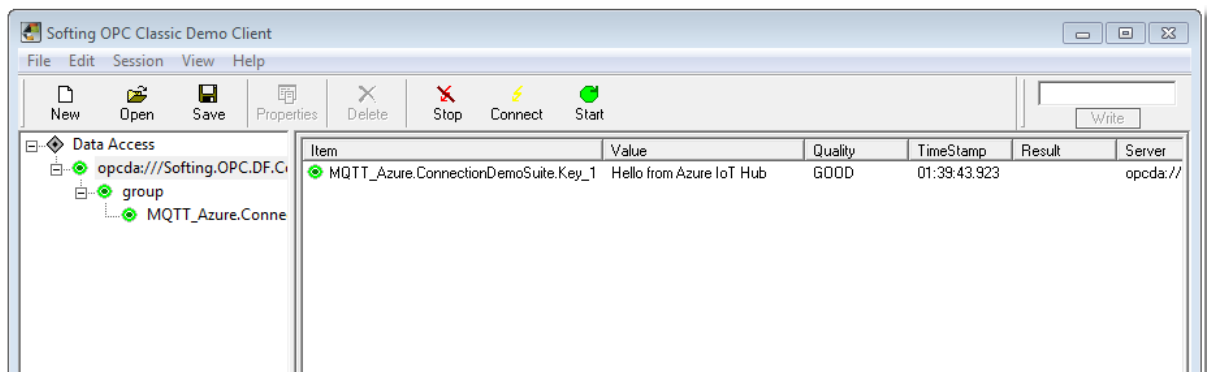 Softing OPC Classic Demo Client
File Edit Session View Help
New Open Save Properties Delete Stop Connect Start Write
Data Access
opcda:///Softing.OPC.DF.C
group
MQTT_Azure.Conne
Item Value Quality TimeStamp Result Server
MQTT_Azure.ConnectionDemoSuite.Key_1 Hello from Azure IoT Hub GOOD 01:39:43.923 opcda://